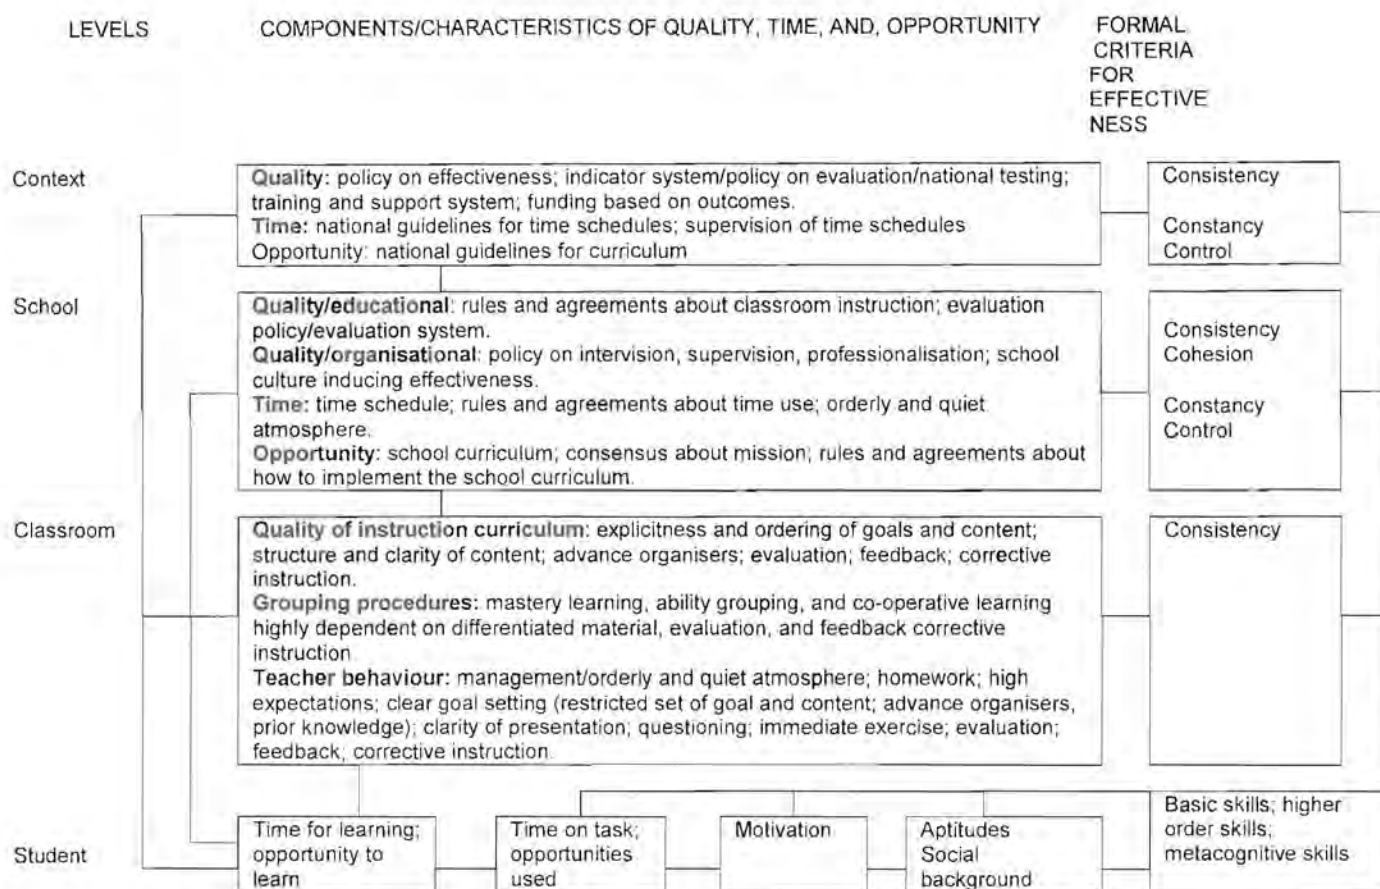 LEVELS
COMPONENTS/CHARACTERISTICS OF QUALITY, TIME, AND, OPPORTUNITY
FORMAL
CRITERIA
FOR
EFFECTIVE
NESS
Context
Quality: policy on effectiveness; indicator system/policy on evaluation/national testing;
training and support system; funding based on outcomes.
Time: national guidelines for time schedules; supervision of time schedules
Opportunity: national guidelines for curriculum
Consistency
Constancy
Control
School
Quality/educational: rules and agreements about classroom instruction; evaluation
policy/evaluation system.
Quality/organisational: policy on intervision, supervision, professionalisation; school
culture inducing effectiveness.
Time: time schedule; rules and agreements about time use; orderly and quiet
atmosphere.
Opportunity: school curriculum; consensus about mission; rules and agreements about
how to implement the school curriculum.
Consistency
Cohesion
Constancy
Control
Classroom
Quality of instruction curriculum: explicitness and ordering of goals and content;
structure and clarity of content; advance organisers; evaluation; feedback; corrective
instruction.
Grouping procedures: mastery learning, ability grouping, and co-operative learning
highly dependent on differentiated material, evaluation, and feedback corrective
instruction
Teacher behaviour: management/orderly and quiet atmosphere; homework; high
expectations; clear goal setting (restricted set of goal and content; advance organisers,
prior knowledge); clarity of presentation; questioning; immediate exercise; evaluation;
feedback; corrective instruction.
Consistency
Student
Time for learning;
opportunity to
learn
Time on task;
opportunities
used
Motivation
Aptitudes
Social
background
Basic skills; higher
order skills;
metacognitive skills